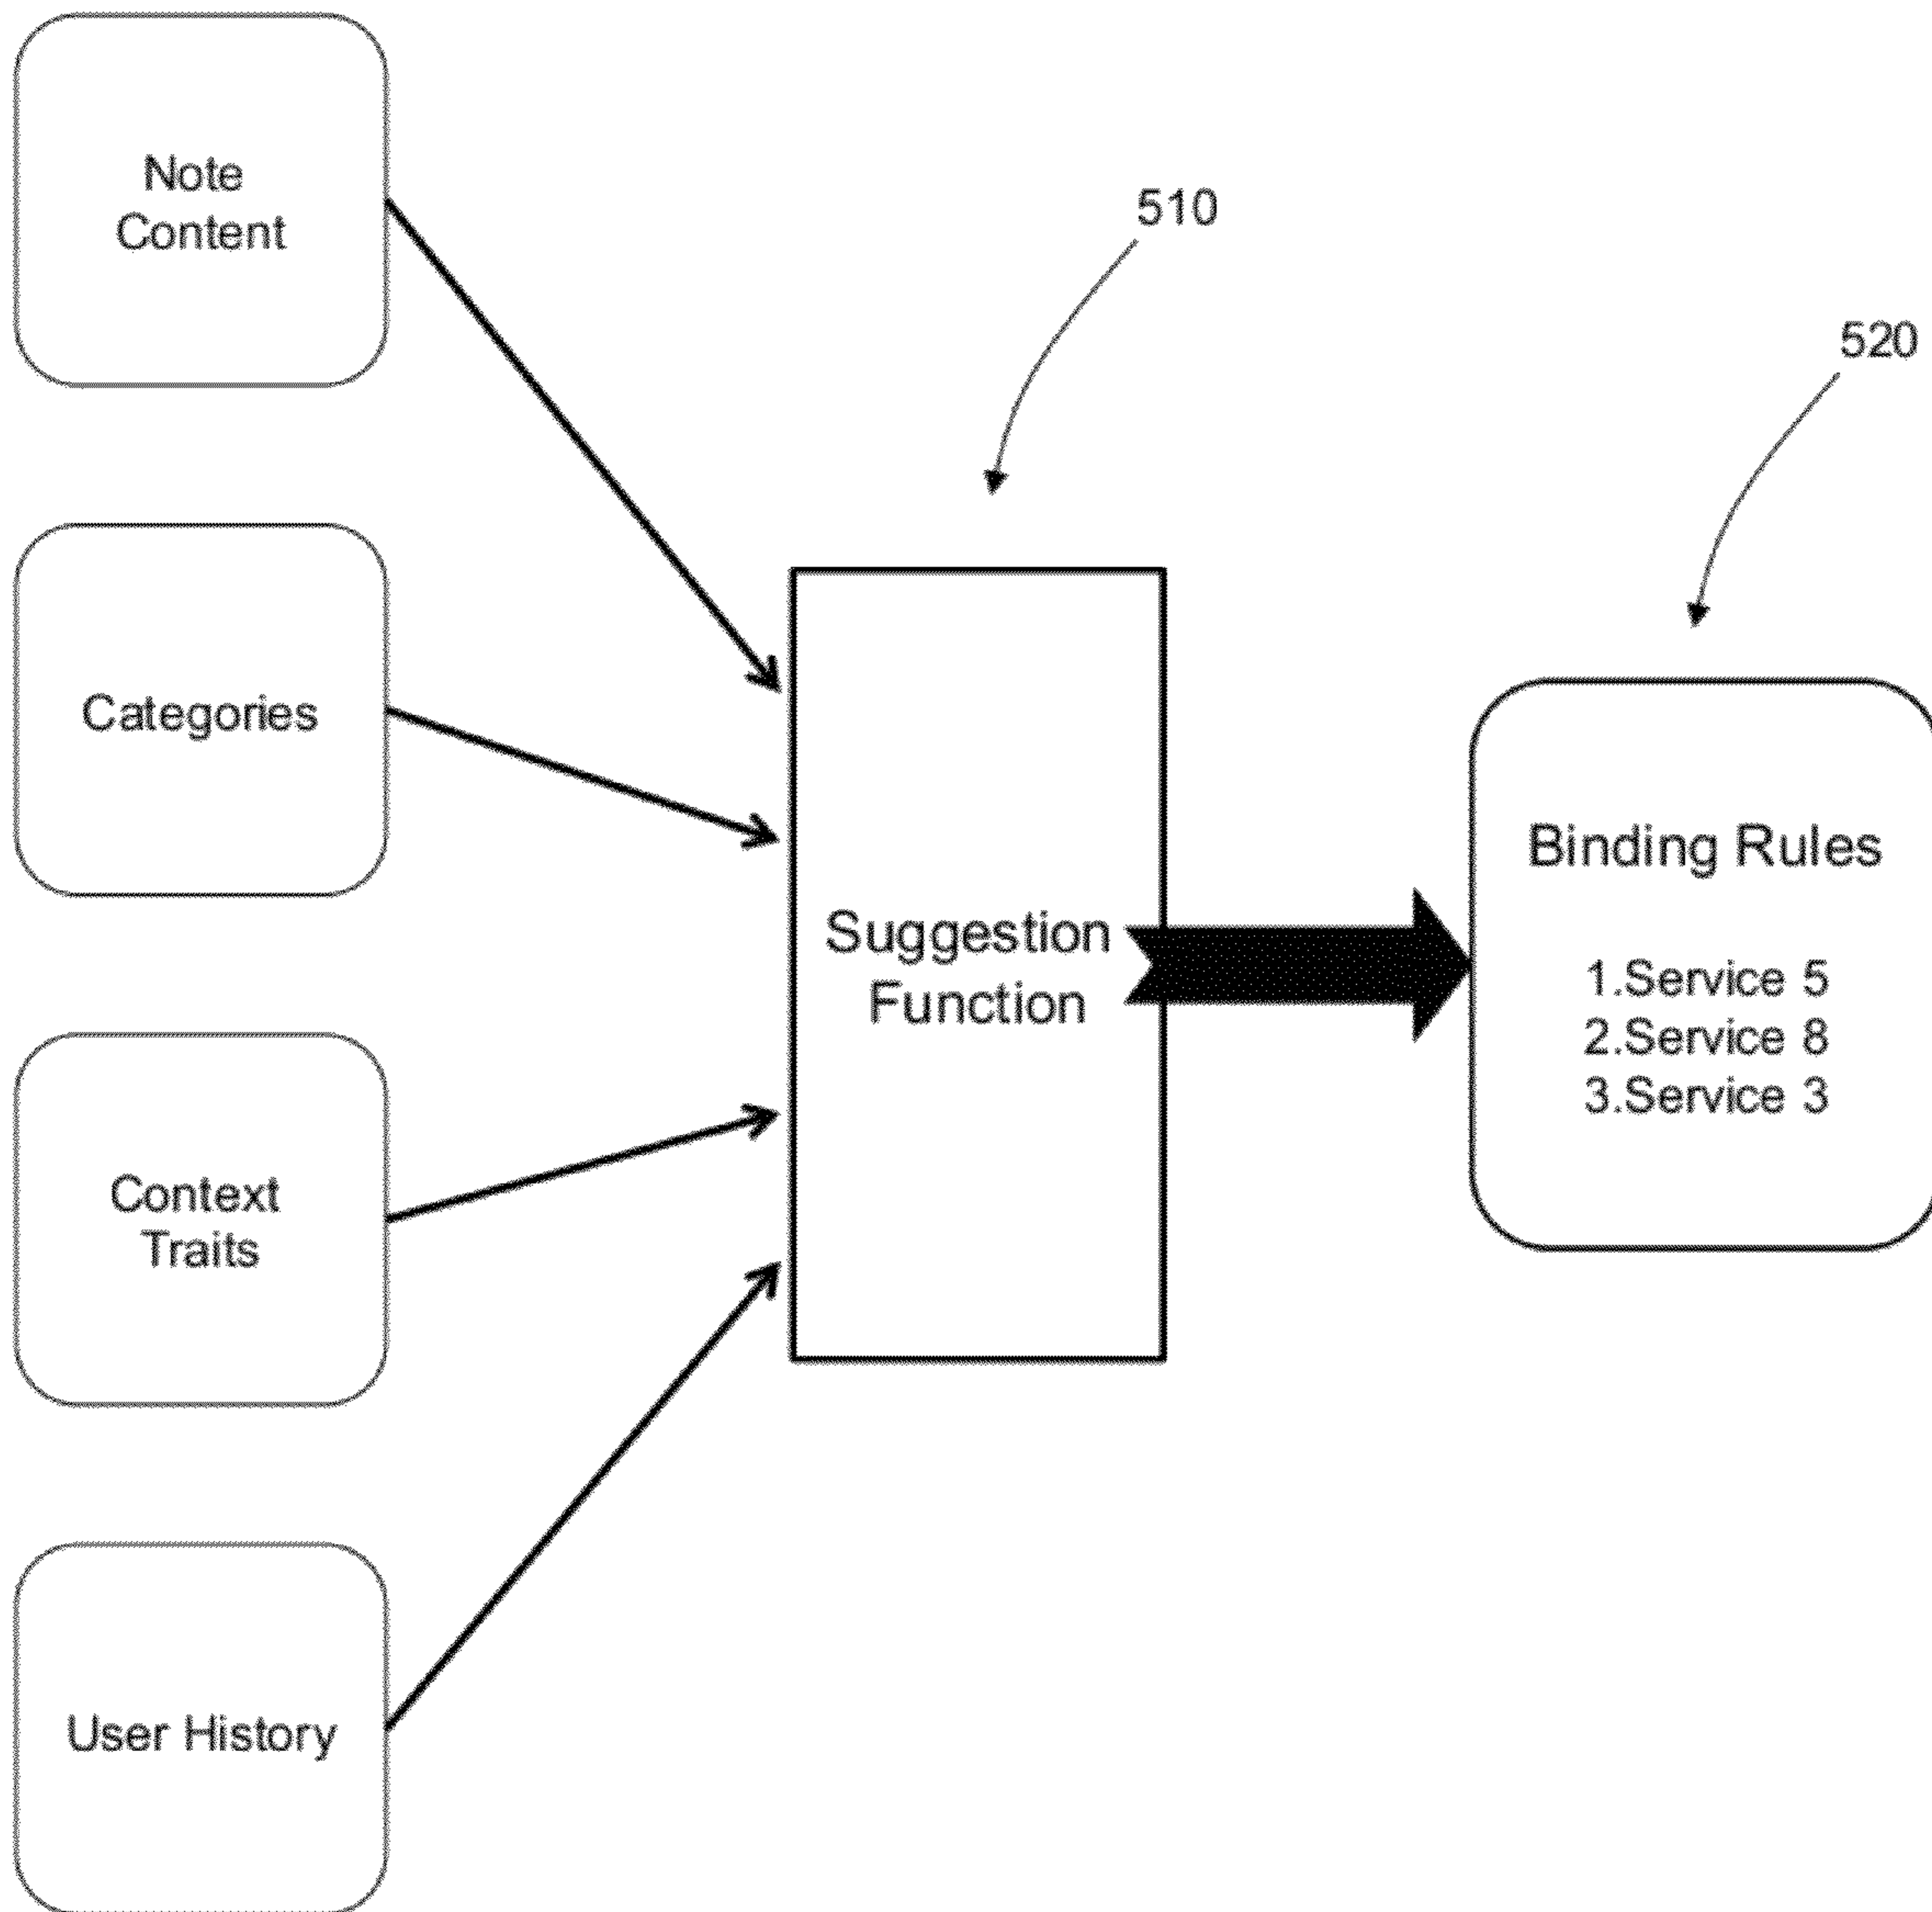 Note
Content
510
520
Categories
Binding Rules
Suggestion
Function
1.Service 5
2.Service 8
3.Service 3
Context
Traits
User History